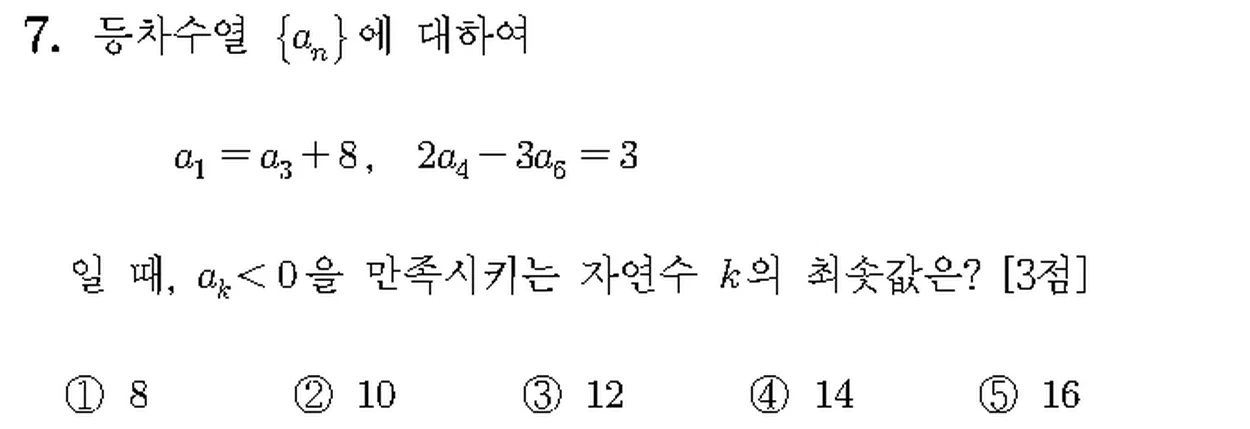 7. 등차수열 {aₙ}에 대하여
a₁ = a₃ + 8, 2a₄ − 3a₆ = 3
일 때, aₖ < 0을 만족시키는 자연수 k의 최솟값은? [3점]
① 8 ② 10 ③ 12 ④ 14 ⑤ 16